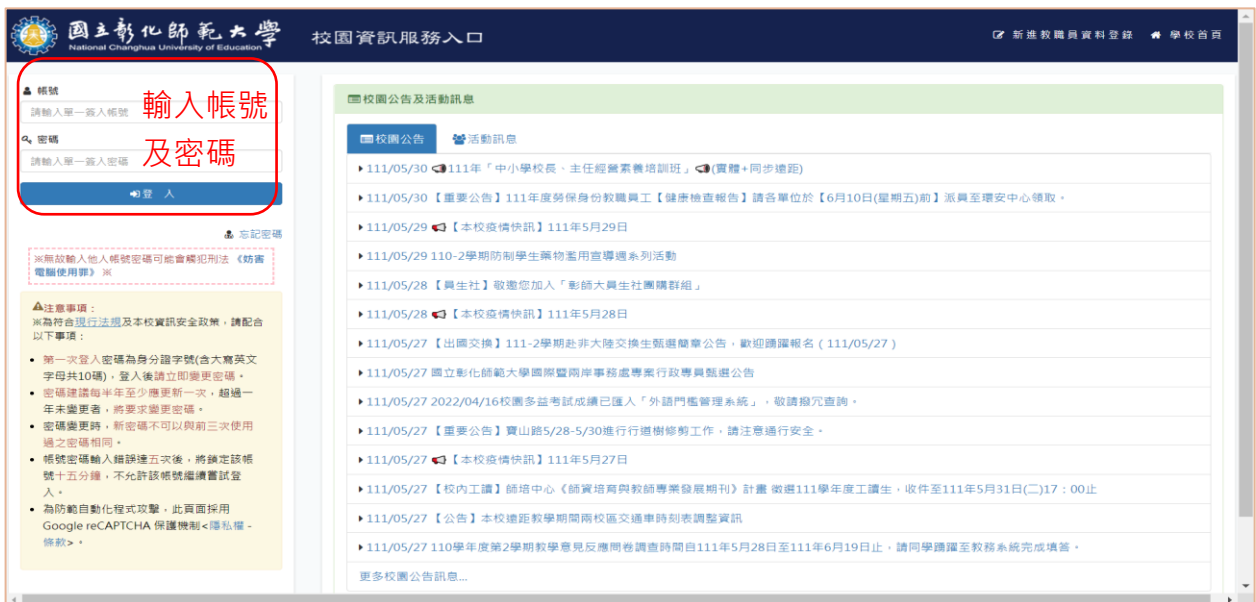 國立彰化師範大學
National Changhua University of Education
校園資訊服務入口
新進教職員資料登錄
學校首頁
帳號
請輸入單一簽入帳號
密碼
請輸入單一簽入密碼
登 入
輸入帳號
及密碼
忘記密碼
※無故輸入他人帳號密碼可能會觸犯刑法 《妨害
電腦使用罪》 ※
注意事項：
※為符合現行法規及本校資訊安全政策，請配合
以下事項：
• 第一次登入密碼為身分證字號(含大寫英文
字母共10碼)，登入後請立即變更密碼。
• 密碼建議每半年至少應更新一次，超過一
年未變更者，將要求變更密碼。
• 密碼變更時，新密碼不可以與前三次使用
過之密碼相同。
• 帳號密碼輸入錯誤達五次後，將鎖定該帳
號十五分鐘，不允許該帳號繼續嘗試登
入。
• 為防範自動化程式攻擊，此頁面採用
Google reCAPTCHA 保護機制<隱私權 -
條款>。
校園公告及活動訊息
校園公告
活動訊息
111/05/30 111年「中小學校長、主任經營素養培訓班」 (實體+同步遠距)
111/05/30 【重要公告】111年度勞保身份教職員工【健康檢查報告】請各單位於【6月10日(星期五)前】派員至環安中心領取。
111/05/29 【本校疫情快訊】111年5月29日
111/05/29 110-2學期防制學生藥物濫用宣導週系列活動
111/05/28 【員生社】敬邀您加入「彰師大員生社團購群組」
111/05/28 【本校疫情快訊】111年5月28日
111/05/27 【出國交換】111-2學期赴非大陸交換生甄選簡章公告，歡迎踴躍報名 ( 111/05/27 )
111/05/27 國立彰化師範大學國際暨兩岸事務處專案行政專員甄選公告
111/05/27 2022/04/16校園多益考試成績已匯入「外語門檻管理系統」，敬請撥冗查詢。
111/05/27 【重要公告】寶山路5/28-5/30進行行道樹修剪工作，請注意通行安全。
111/05/27 【本校疫情快訊】111年5月27日
111/05/27 【校內工讀】師培中心《師資培育與教師專業發展期刊》計畫 徵選111學年度工讀生，收件至111年5月31日(二)17：00止
111/05/27 【公告】本校遠距教學期間兩校區交通車時刻表調整資訊
111/05/27 110學年度第2學期教學意見反應問卷調查時間自111年5月28日至111年6月19日止，請同學踴躍至教務系統完成填答。
更多校園公告訊息...